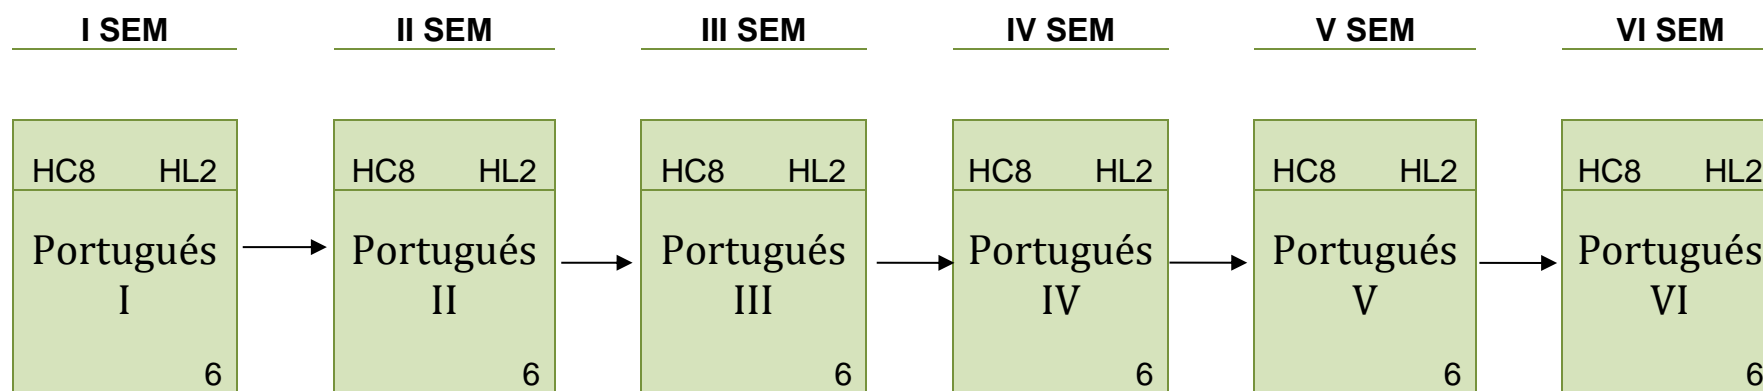 I SEM II SEM III SEM IV SEM V SEM VI SEM
HC8 HL2 HC8 HL2 HC8 HL2 HC8 HL2 HC8 HL2 HC8 HL2
Portugués Portugués Portugués Portugués Portugués Portugués
I II III IV V VI
6 6 6 6 6 6